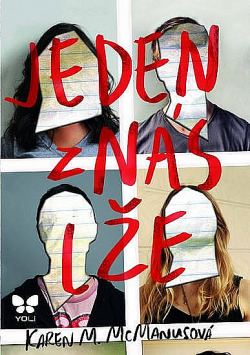 JEDEN
Z NÁS
LŽE
YOLi
KAREN M. McMANUSOVÁ